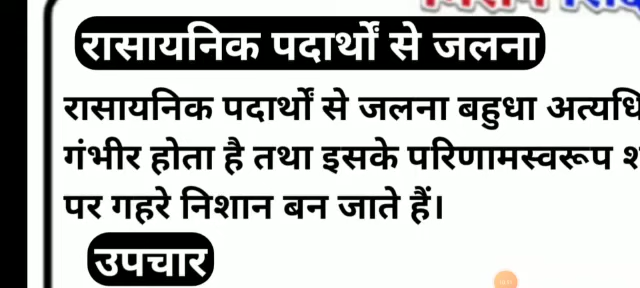 रासायनिक पदार्थों से जलना
रासायनिक पदार्थों से जलना बहुधा
गंभीर होता है तथा इसके परिणामस्वरूप
पर गहरे निशान बन जाते हैं।
उपचार